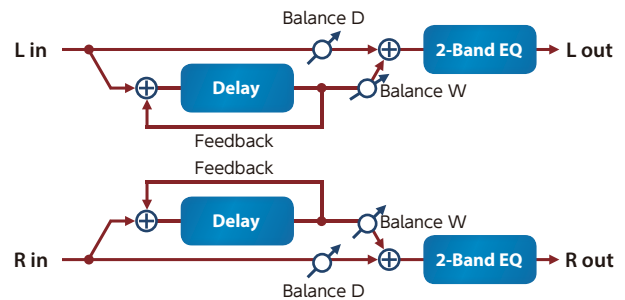 Balance D
L in
2-Band EQ
L out
Delay
Balance W
Feedback
Feedback
Delay
Balance W
R in
2-Band EQ
R out
Balance D